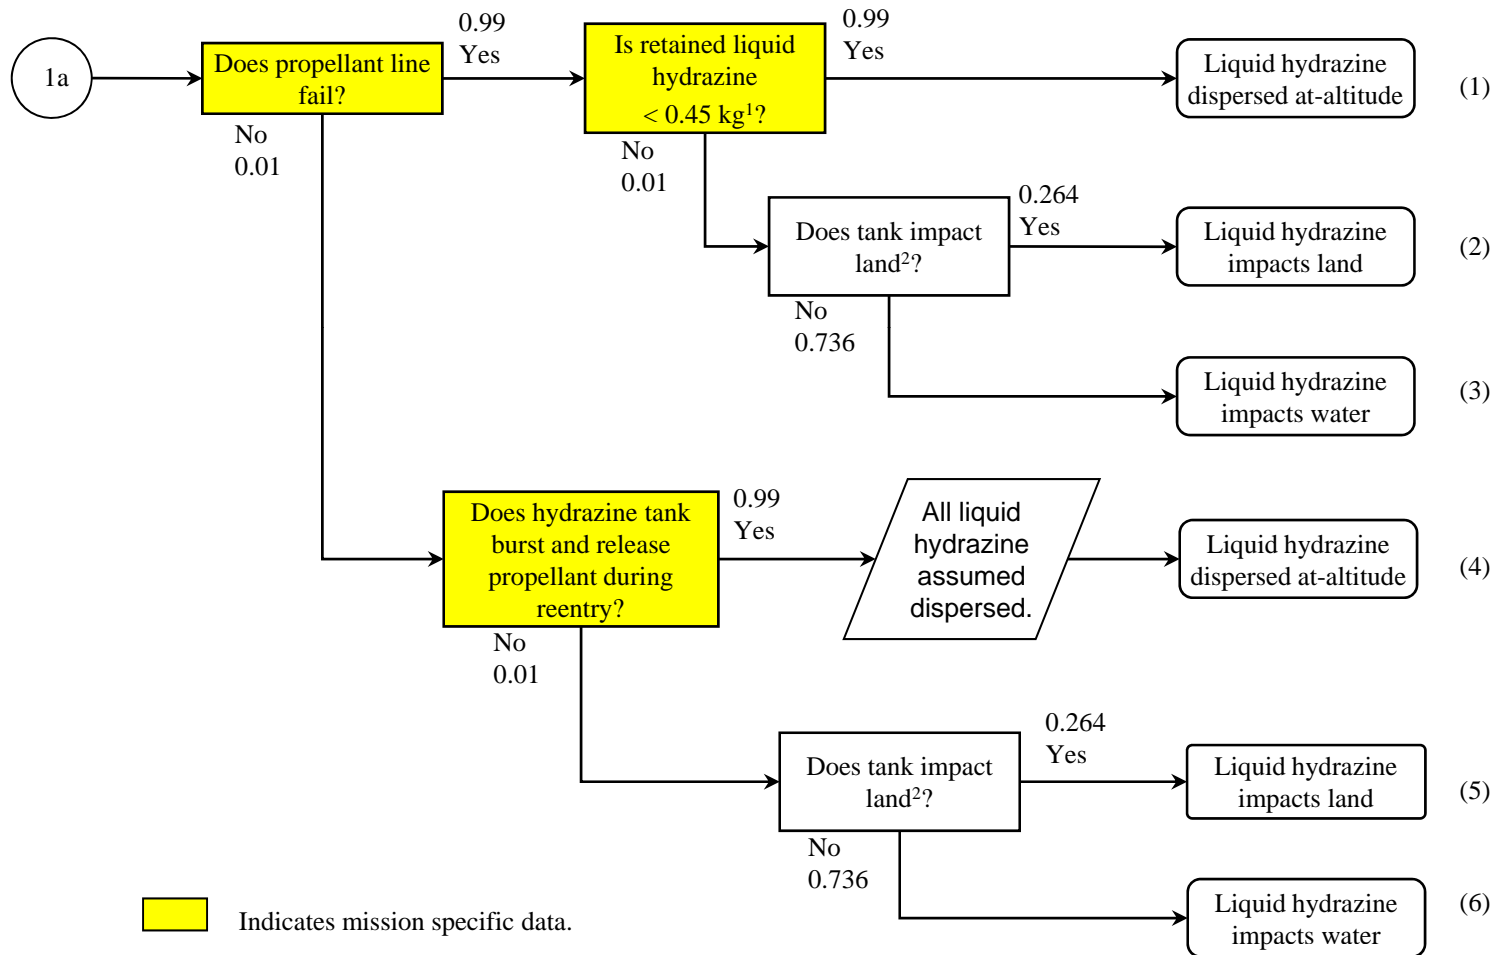 1a
Does propellant line
fail?
0.99
Yes
No
0.01
Is retained liquid
hydrazine
< 0.45 kg¹?
0.99
Yes
No
0.01
Liquid hydrazine
dispersed at-altitude
(1)
Does tank impact
land²?
0.264
Yes
No
0.736
Liquid hydrazine
impacts land
(2)
Liquid hydrazine
impacts water
(3)
Does hydrazine tank
burst and release
propellant during
reentry?
0.99
Yes
No
0.01
All liquid
hydrazine
assumed
dispersed.
Liquid hydrazine
dispersed at-altitude
(4)
Does tank impact
land²?
0.264
Yes
No
0.736
Liquid hydrazine
impacts land
(5)
Liquid hydrazine
impacts water
(6)
Indicates mission specific data.